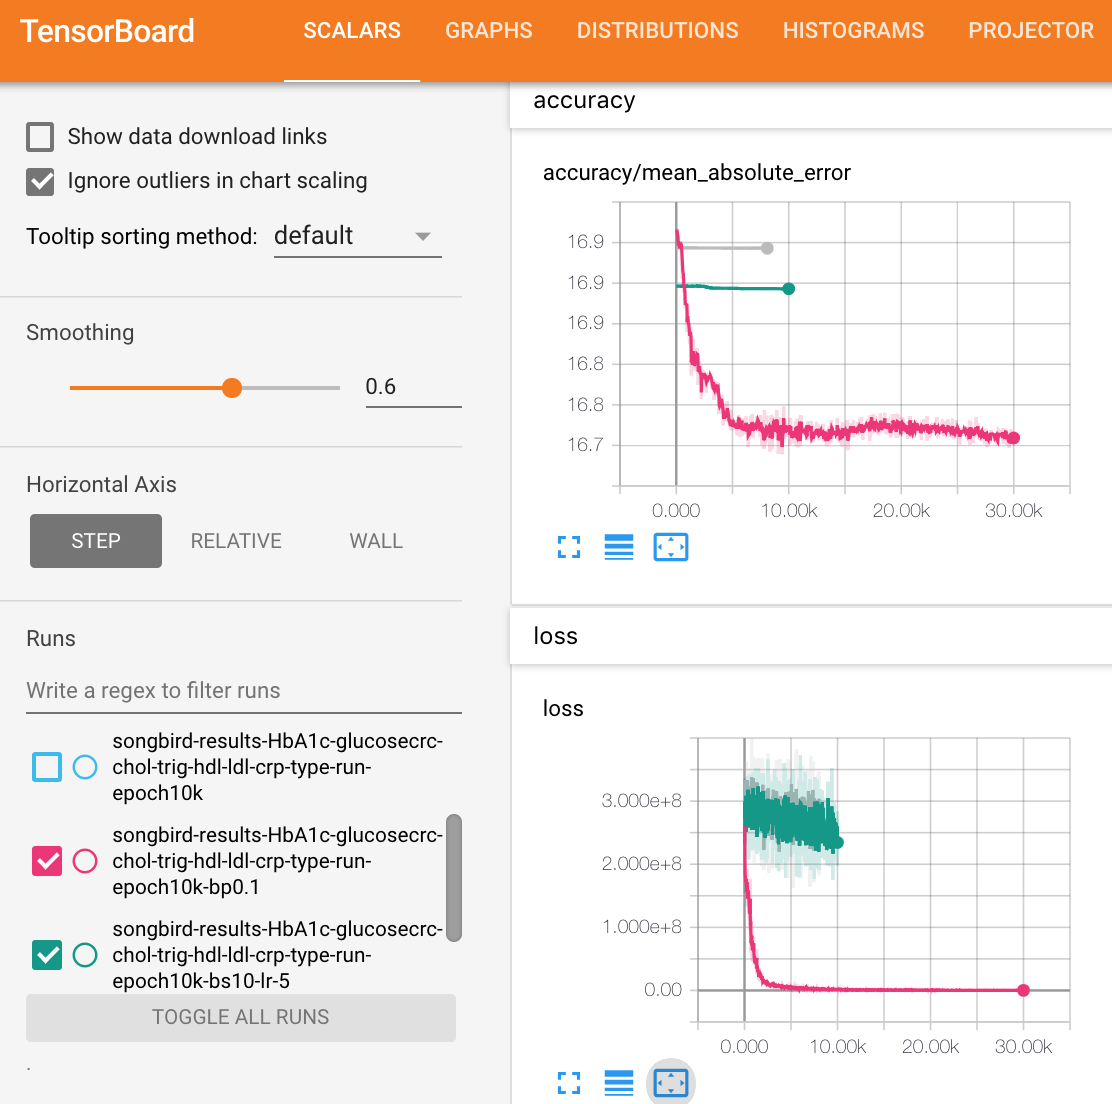 TensorBoard
SCALARS
GRAPHS
DISTRIBUTIONS
HISTOGRAMS
PROJECTOR
Show data download links
Ignore outliers in chart scaling
Tooltip sorting method: default
Smoothing
0.6
Horizontal Axis
STEP
RELATIVE
WALL
Runs
Write a regex to filter runs
songbird-results-HbA1c-glucosecrc-
chol-trig-hdl-ldl-crp-type-run-
epoch10k
songbird-results-HbA1c-glucosecrc-
chol-trig-hdl-ldl-crp-type-run-
epoch10k-bp0.1
songbird-results-HbA1c-glucosecrc-
chol-trig-hdl-ldl-crp-type-run-
epoch10k-bs10-lr-5
TOGGLE ALL RUNS
.
accuracy
accuracy/mean_absolute_error
16.9
16.9
16.9
16.8
16.8
16.7
0.000 10.00k 20.00k 30.00k
loss
loss
3.000e+8
2.000e+8
1.000e+8
0.00
0.000 10.00k 20.00k 30.00k